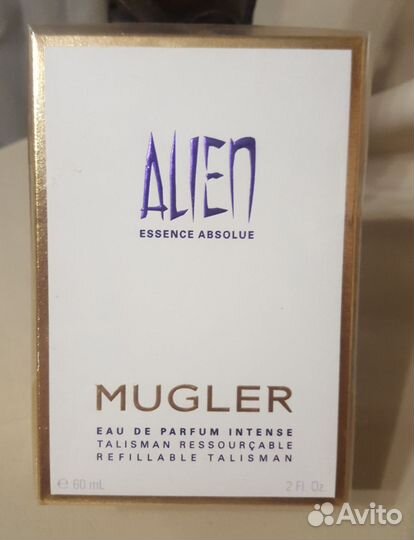 ALIEN
ESSENCE ABSOLUE
MUGLER
EAU DE PARFUM INTENSE
TALISMAN RESSOURÇABLE
REFILLABLE TALISMAN
℮ 60 mL 2 Fl. Oz.
Avito